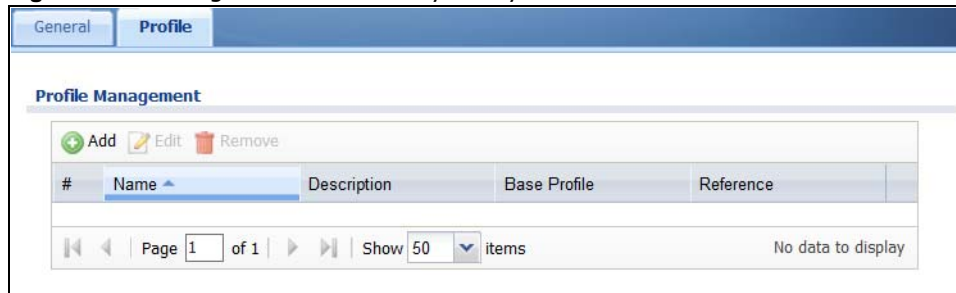 General Profile
Profile Management
Add Edit Remove
# Name Description Base Profile Reference
Page 1 of 1 Show 50 items No data to display